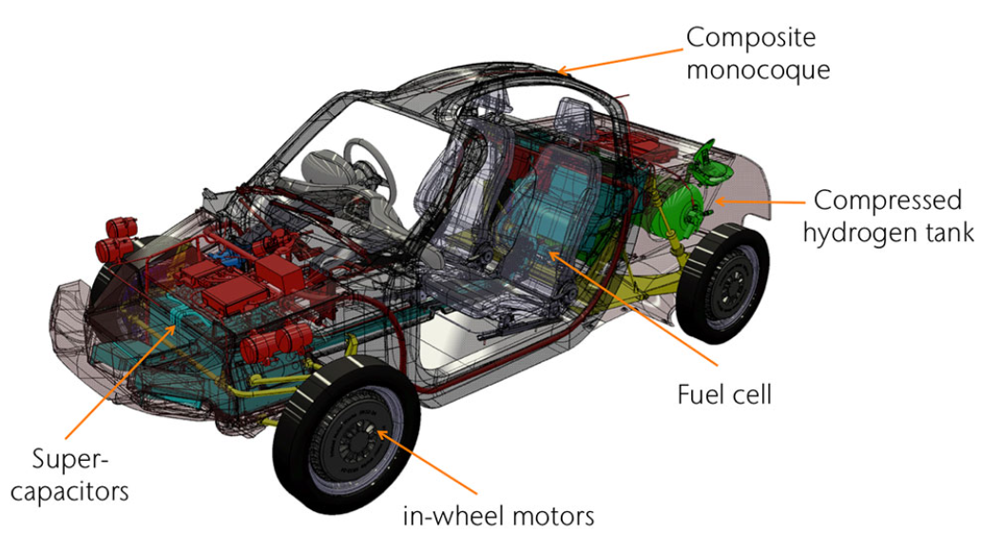 Composite
monocoque
Compressed
hydrogen tank
Fuel cell
Super-
capacitors
in-wheel motors